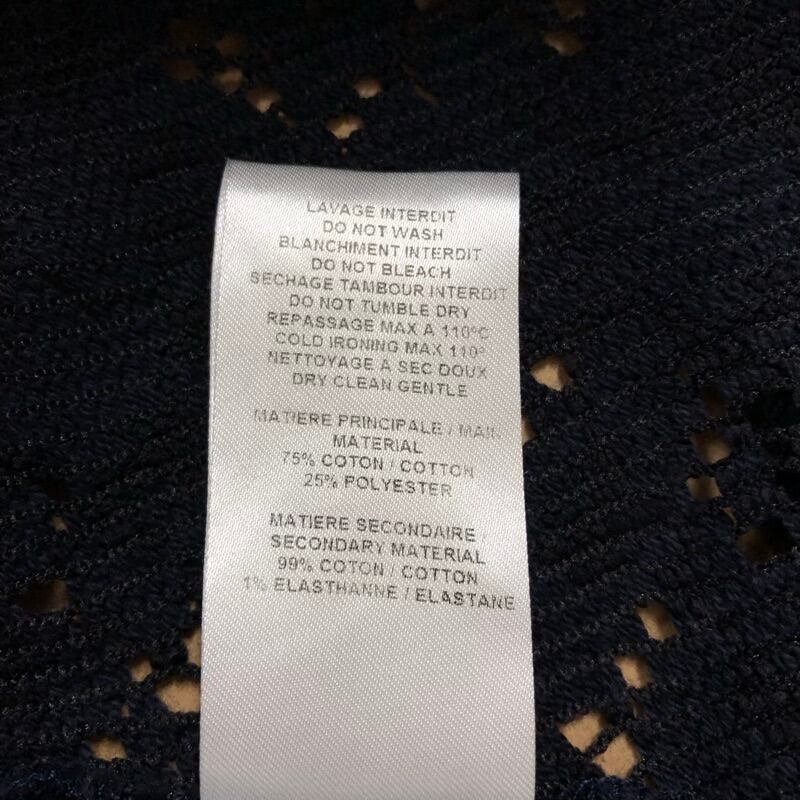 LAVAGE INTERDIT
DO NOT WASH
BLANCHIMENT INTERDIT
DO NOT BLEACH
SECHAGE TAMBOUR INTERDIT
DO NOT TUMBLE DRY
REPASSAGE MAX A 110°C
COLD IRONING MAX 110°
NETTOYAGE A SEC DOUX
DRY CLEAN GENTLE
MATIERE PRINCIPALE / MAIN
MATERIAL
75% COTON / COTTON
25% POLYESTER
MATIERE SECONDAIRE /
SECONDARY MATERIAL
99% COTON / COTTON
1% ELASTHANNE / ELASTANE